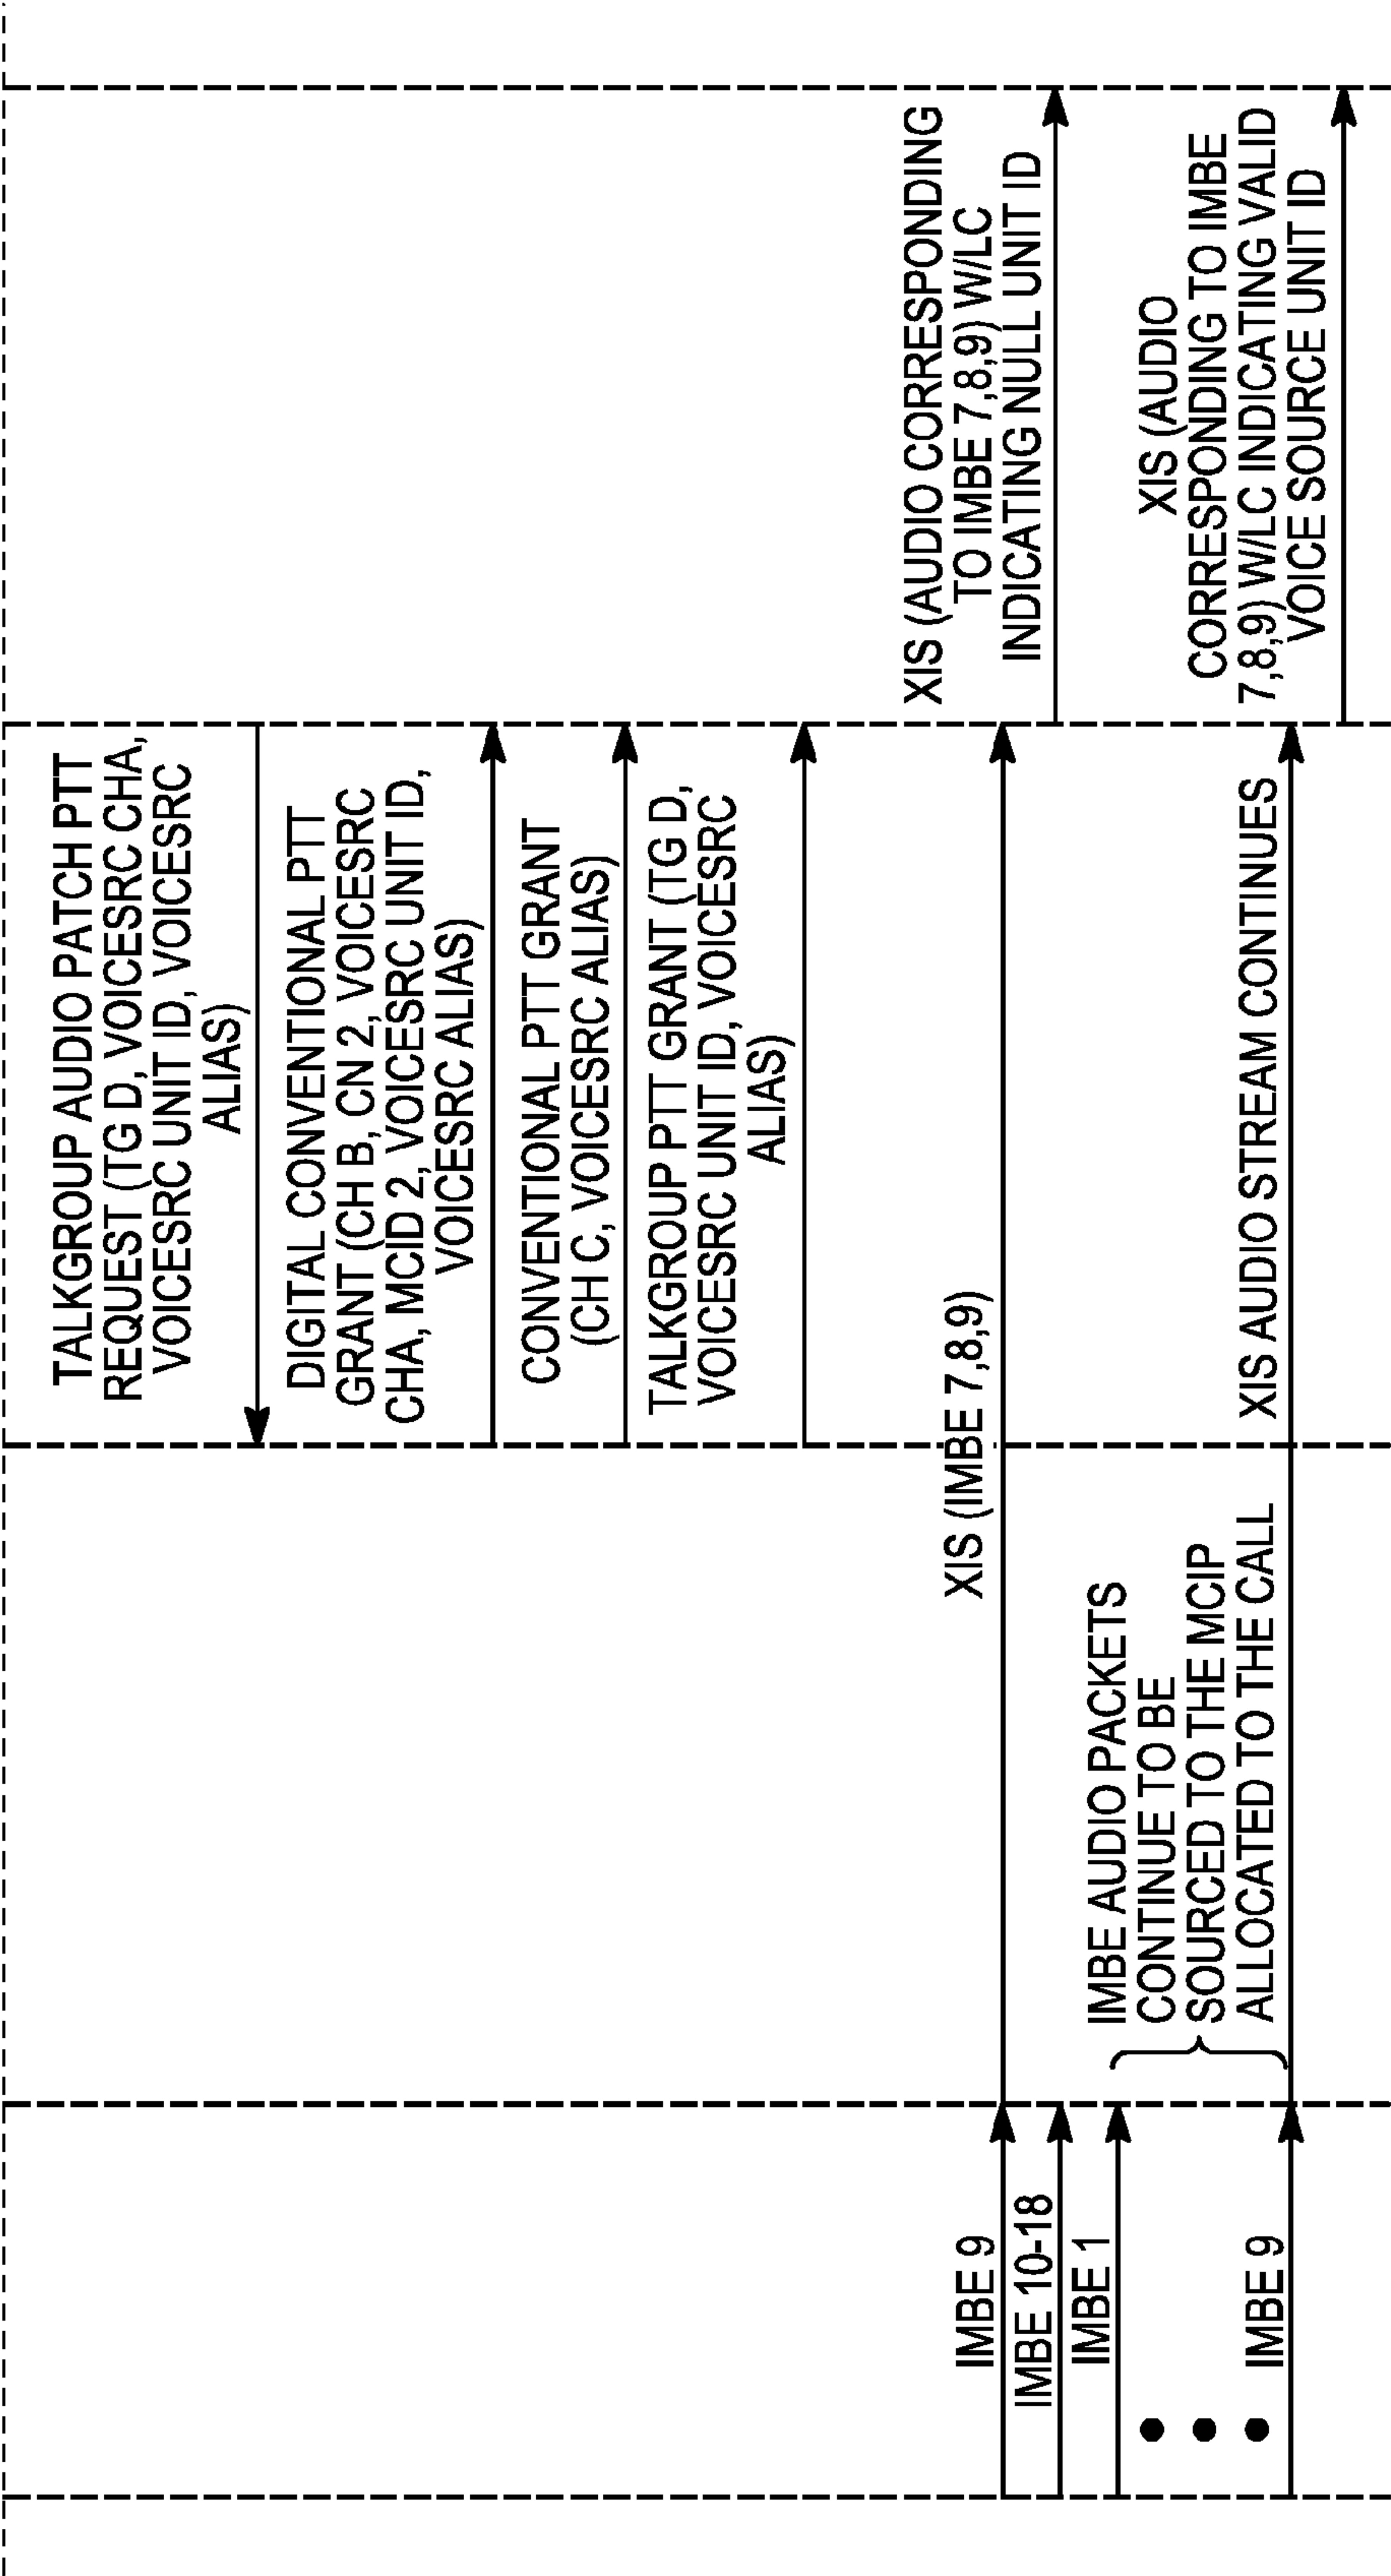 TALKGROUP AUDIO PATCH PTT
REQUEST (TG D, VOICESRC CHA,
VOICESRC UNIT ID, VOICESRC
ALIAS)
DIGITAL CONVENTIONAL PTT
GRANT (CH B, CN 2, VOICESRC
CHA, MCID 2, VOICESRC UNIT ID,
VOICESRC ALIAS)
CONVENTIONAL PTT GRANT
(CH C, VOICESRC ALIAS)
TALKGROUP PTT GRANT (TG D,
VOICESRC UNIT ID, VOICESRC
ALIAS)
IMBE 9
XIS (IMBE 7,8,9)
XIS (AUDIO CORRESPONDING
TO IMBE 7,8,9) W/LC
INDICATING NULL UNIT ID
IMBE 10-18
IMBE 1
IMBE AUDIO PACKETS
CONTINUE TO BE
SOURCED TO THE MCIP
ALLOCATED TO THE CALL
IMBE 9
XIS AUDIO STREAM CONTINUES
XIS (AUDIO
CORRESPONDING TO IMBE
7,8,9) W/LC INDICATING VALID
VOICE SOURCE UNIT ID